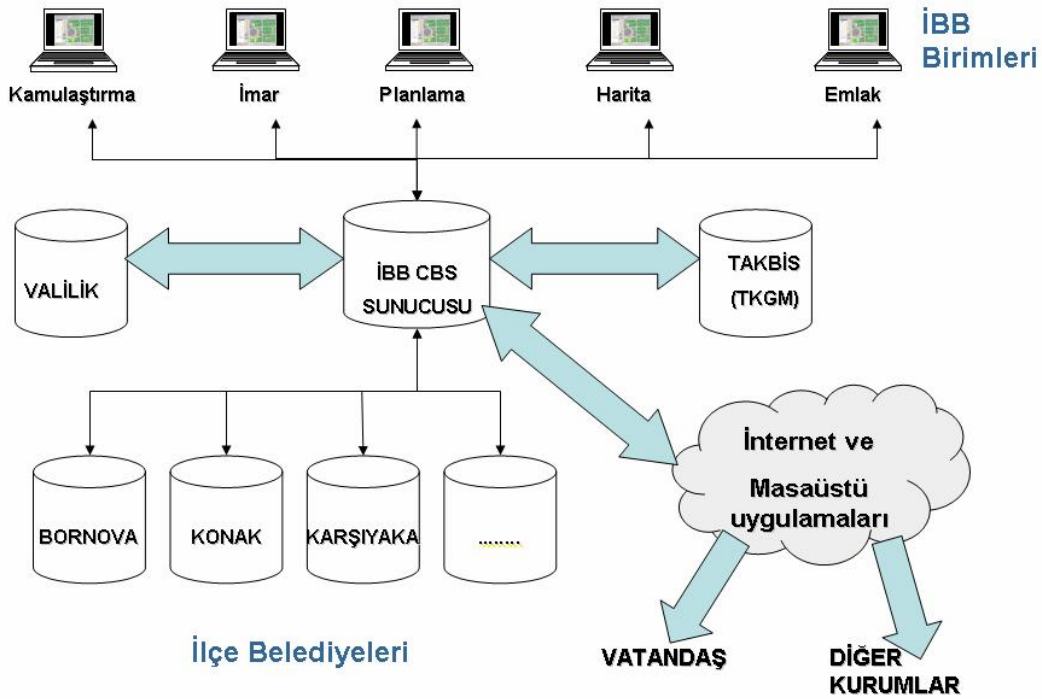 İBB
Birimleri
Kamulaştırma
İmar
Planlama
Harita
Emlak
VALİLİK
İBB CBS
SUNUCUSU
TAKBİS
(TKGM)
BORNOVA
KONAK
KARŞIYAKA
........
İnternet ve
Masaüstü
uygulamaları
İlçe Belediyeleri
VATANDAŞ
DİĞER
KURUMLAR